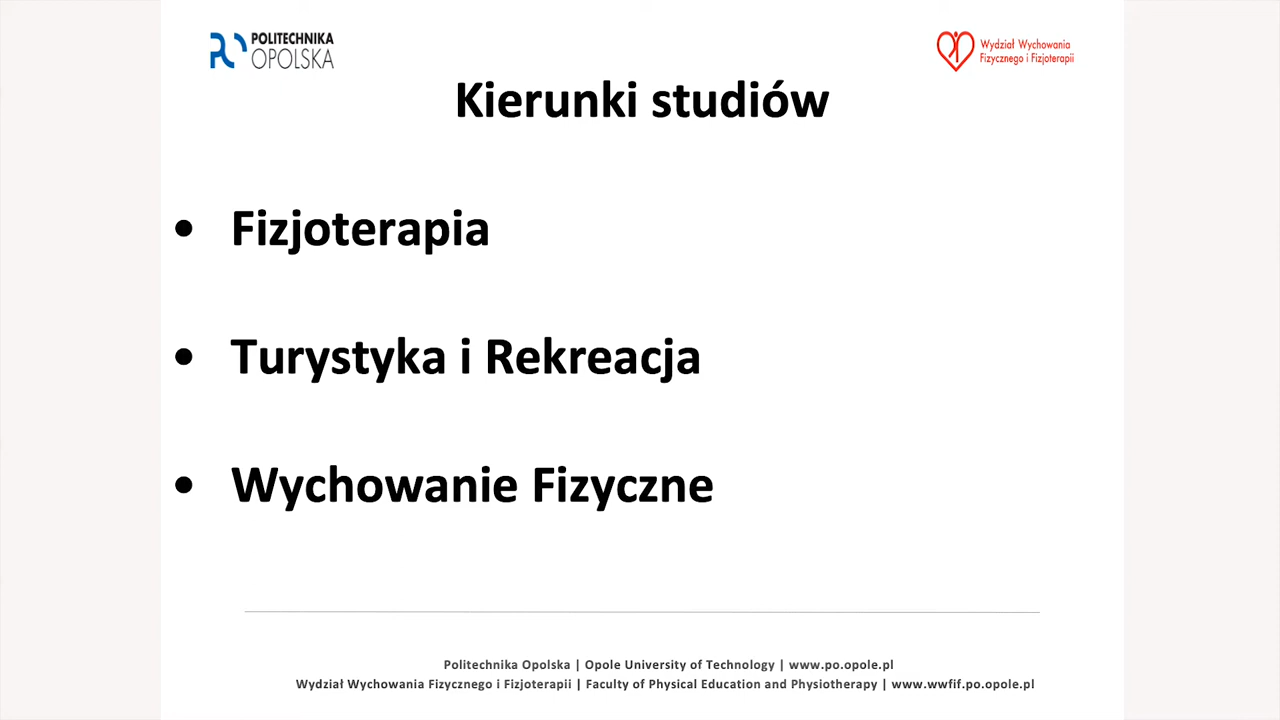 POLITECHNIKA
OPOLSKA
Wydział Wychowania
Fizycznego i Fizjoterapii
Kierunki studiów
• Fizjoterapia
• Turystyka i Rekreacja
• Wychowanie Fizyczne
Politechnika Opolska | Opole University of Technology | www.po.opole.pl
Wydział Wychowania Fizycznego i Fizjoterapii | Faculty of Physical Education and Physiotherapy | www.wwfif.po.opole.pl